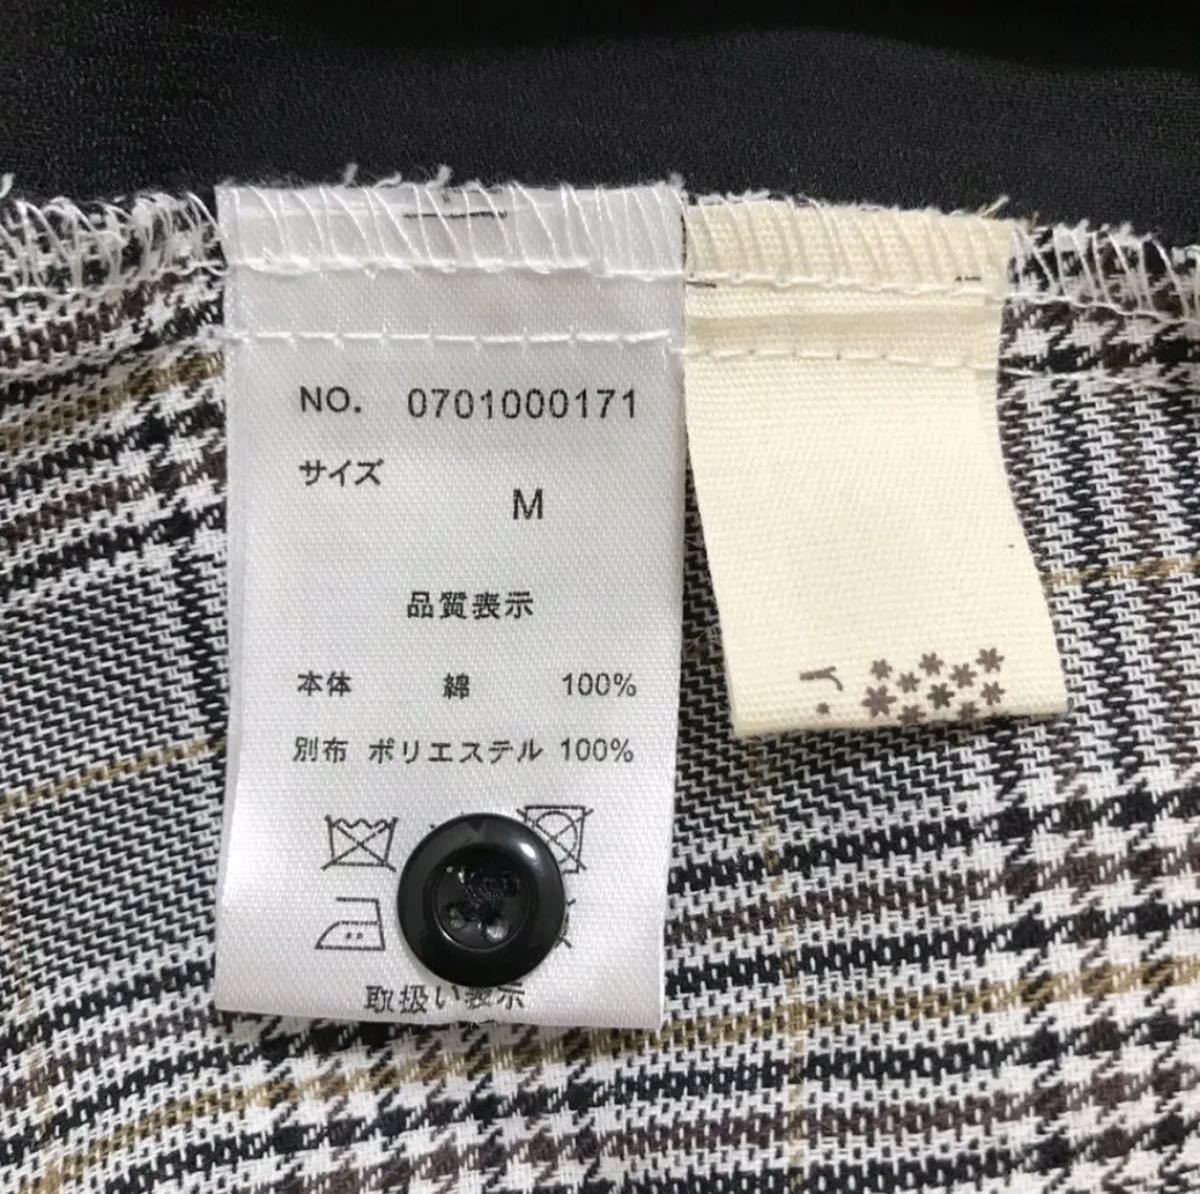 NO. 0701000171
サイズ
M
品質表示
本体 綿 100%
別布 ポリエステル 100%
取扱い表示
r.